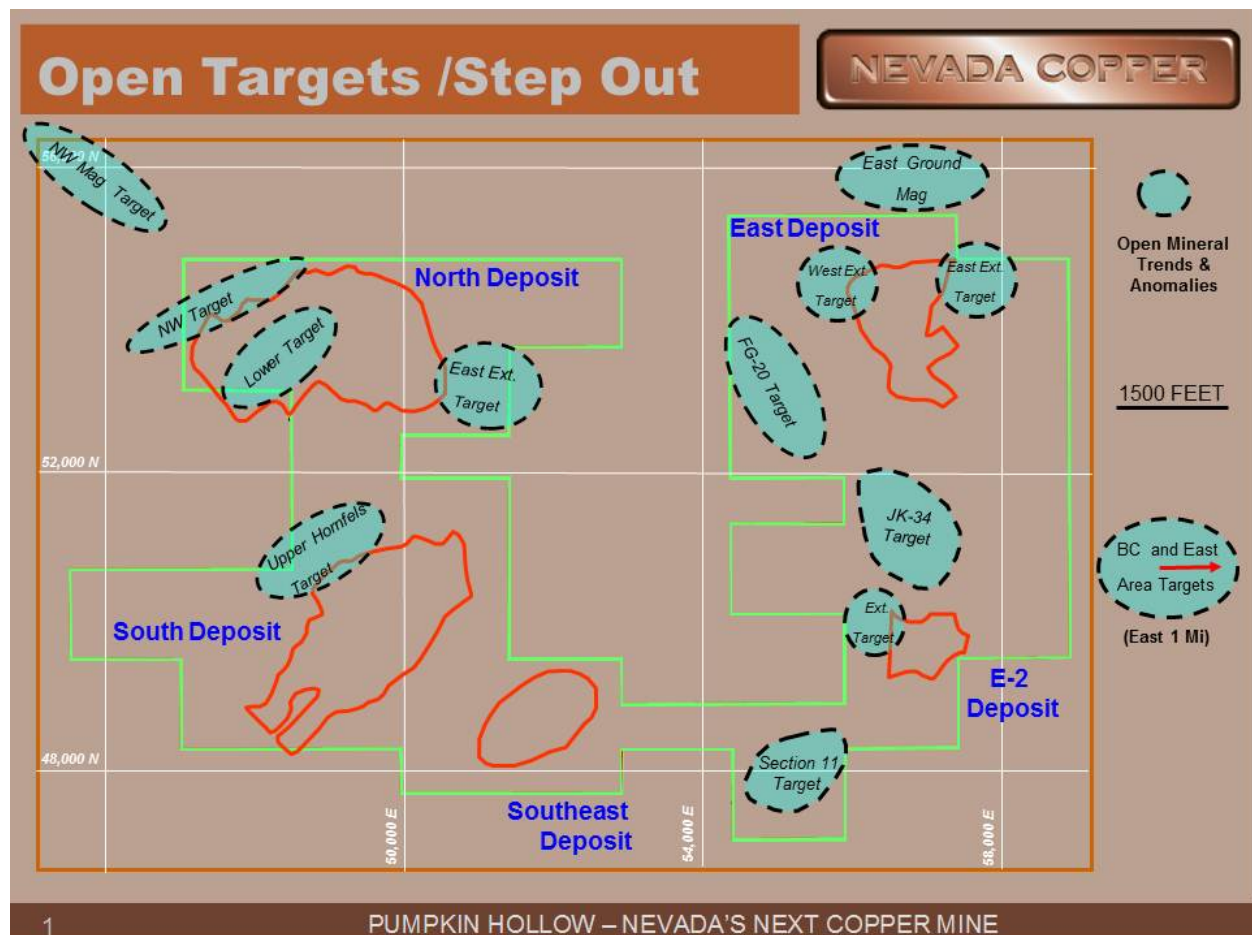 Open Targets /Step Out
NEVADA COPPER
56,000 N
NW Mag Target
East Ground
Mag
East Deposit
Open Mineral
Trends &
Anomalies
North Deposit
West Ext
Target
East Ext.
Target
NW Target
Lower Target
East Ext.
Target
FG-20 Target
1500 FEET
52,000 N
Upper Hornfels
Target
JK-34
Target
BC and East
Area Targets
(East 1 Mi)
South Deposit
Ext.
Target
E-2
Deposit
48,000 N
Section 11
Target
Southeast
Deposit
50,000 E
54,000 E
58,000 E
1
PUMPKIN HOLLOW – NEVADA'S NEXT COPPER MINE